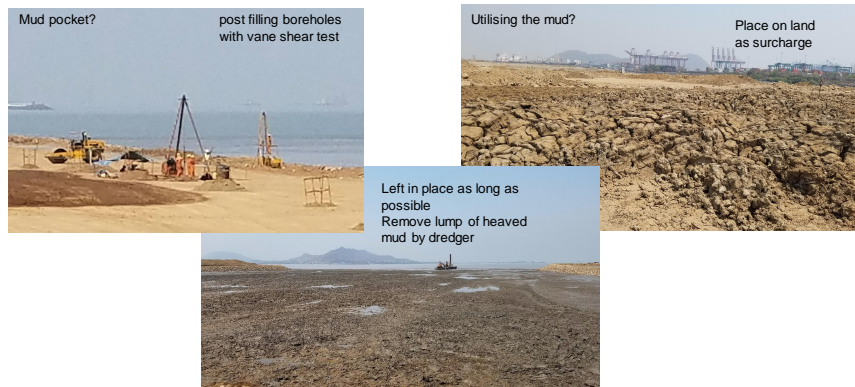 Mud pocket?
post filling boreholes
with vane shear test
Utilising the mud?
Place on land
as surcharge
Left in place as long as
possible
Remove lump of heaved
mud by dredger